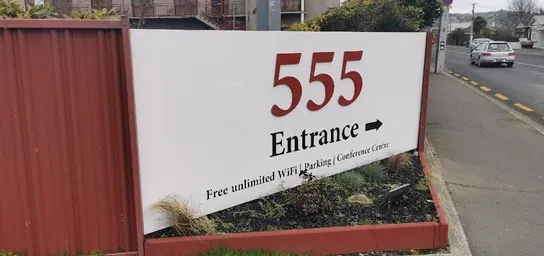 555
Entrance
Free unlimited WiFi | Parking | Conference Centre